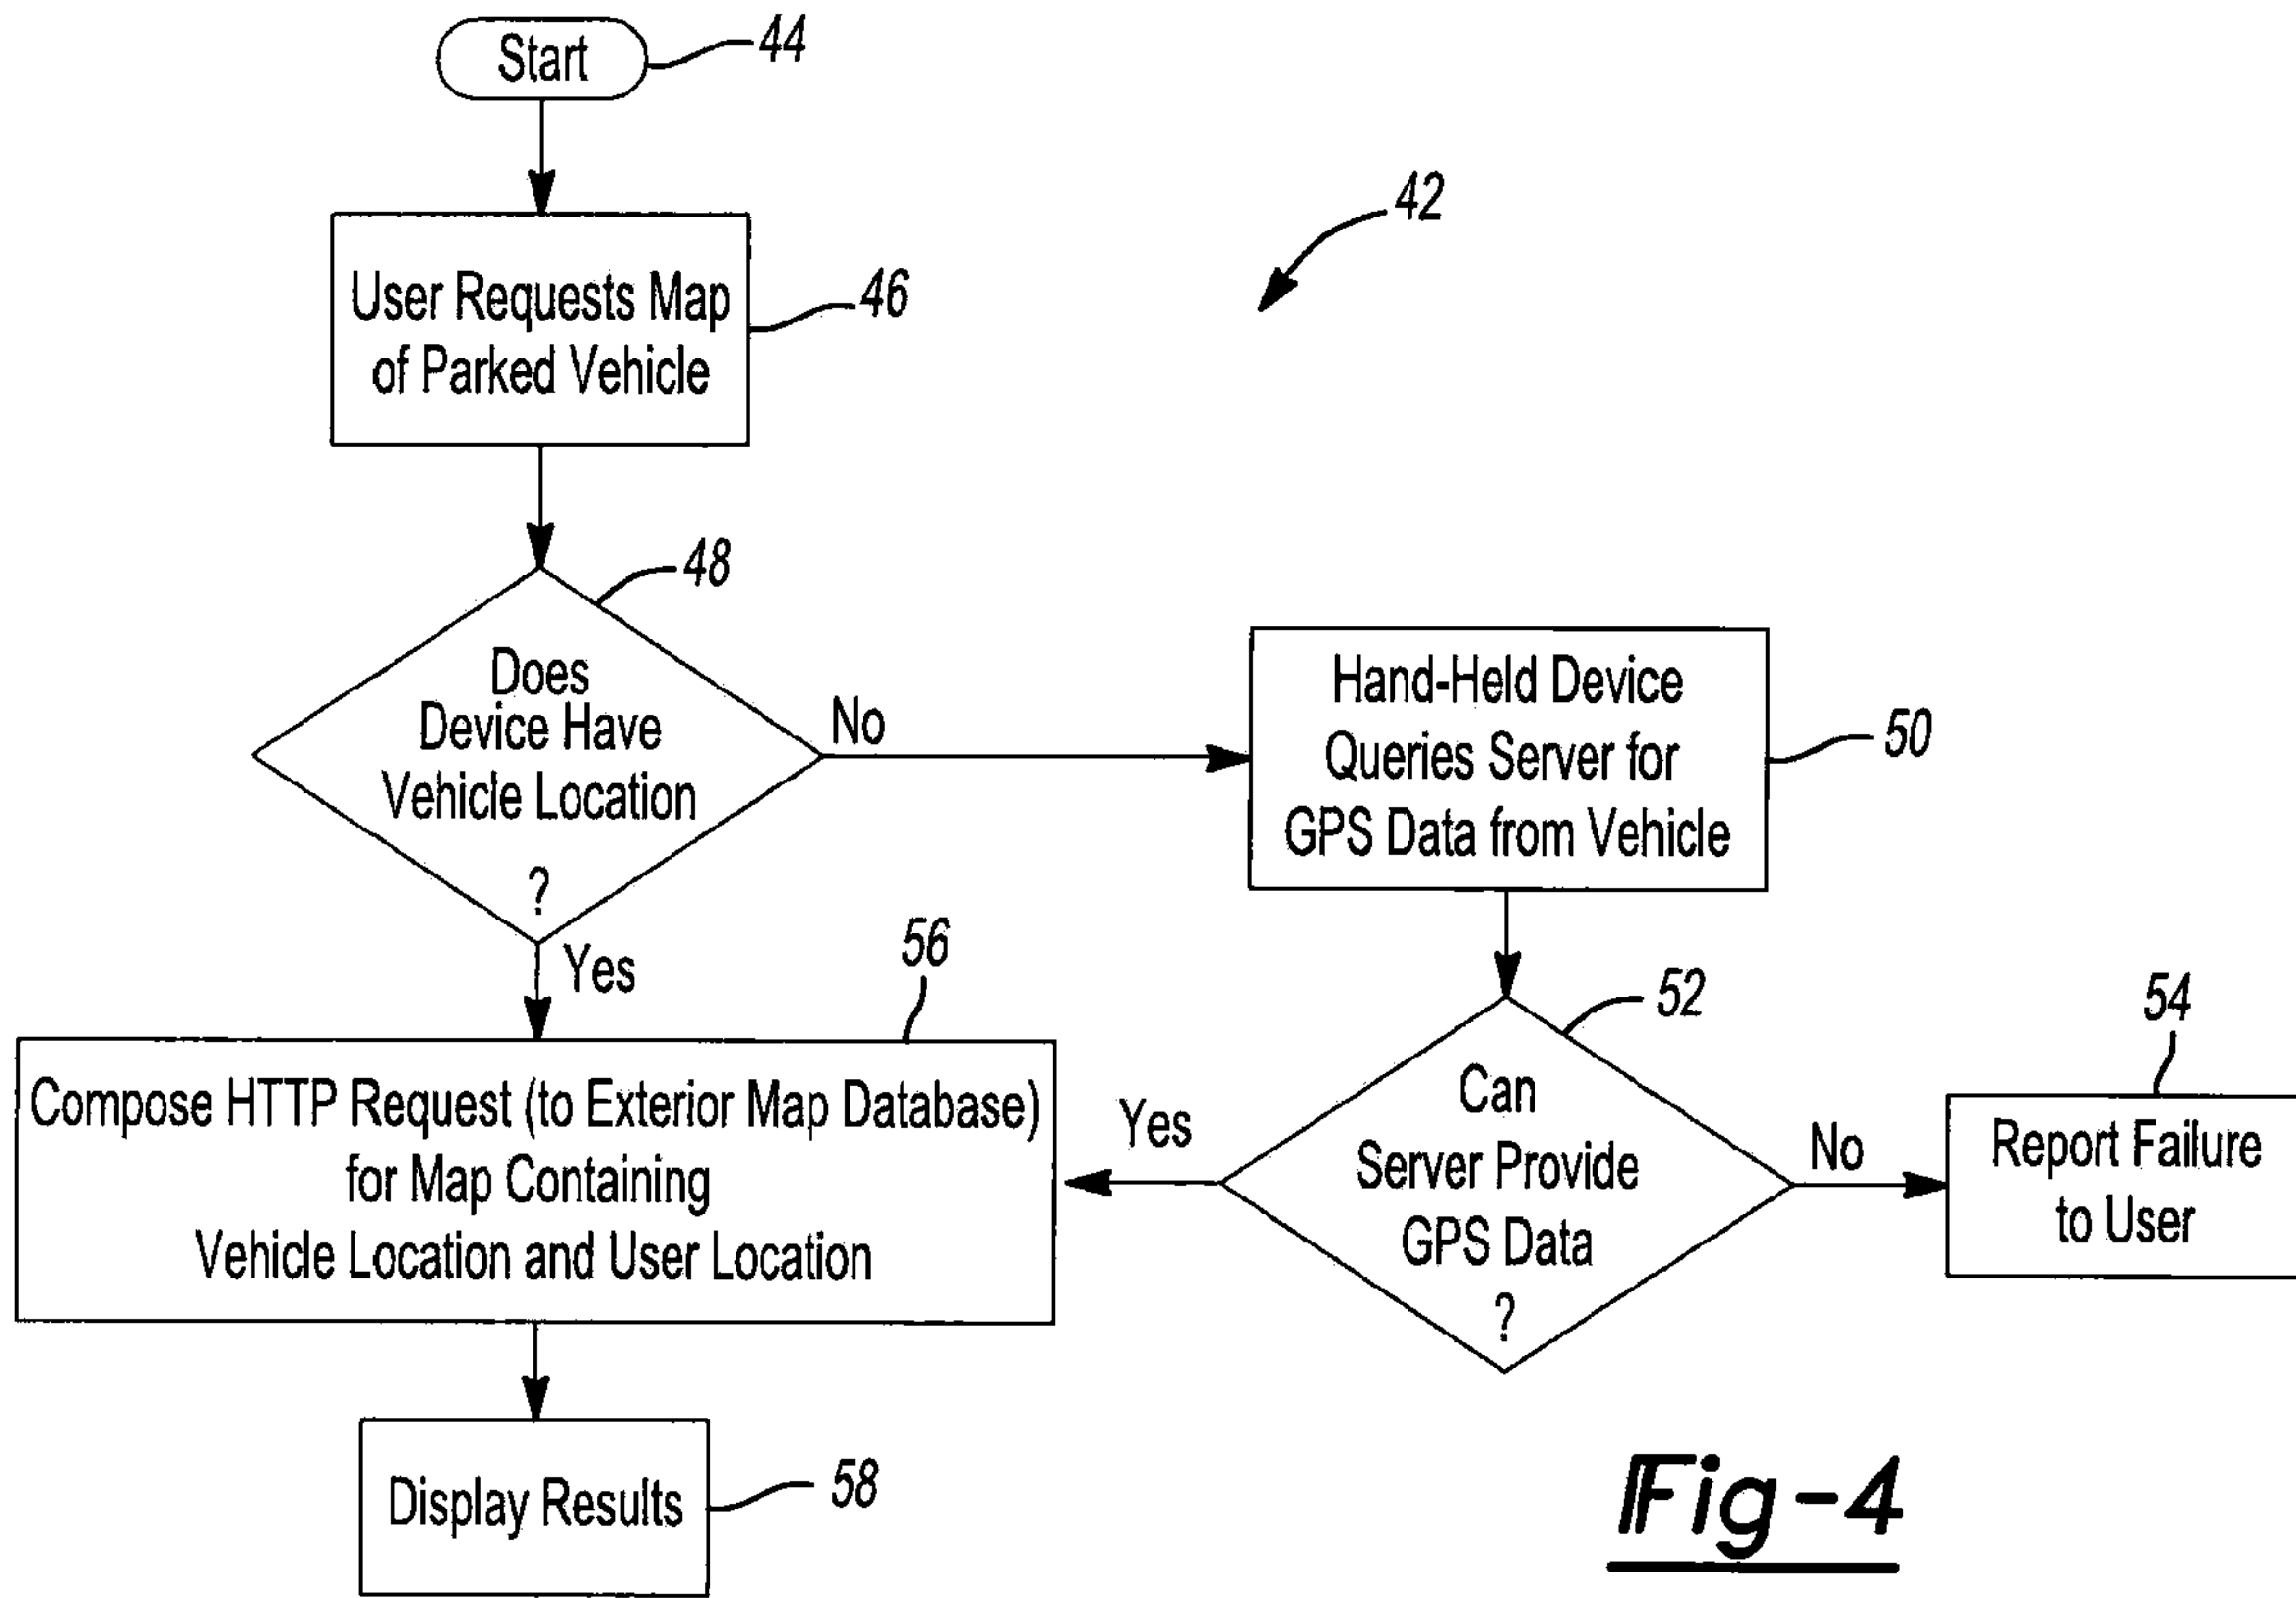 Start
44
42
User Requests Map
of Parked Vehicle
46
48
Does
Device Have
Vehicle Location
?
No
Yes
Hand-Held Device
Queries Server for
GPS Data from Vehicle
50
56
Compose HTTP Request (to Exterior Map Database)
for Map Containing
Vehicle Location and User Location
52
Can
Server Provide
GPS Data
?
Yes
No
54
Report Failure
to User
Display Results
58
Fig-4